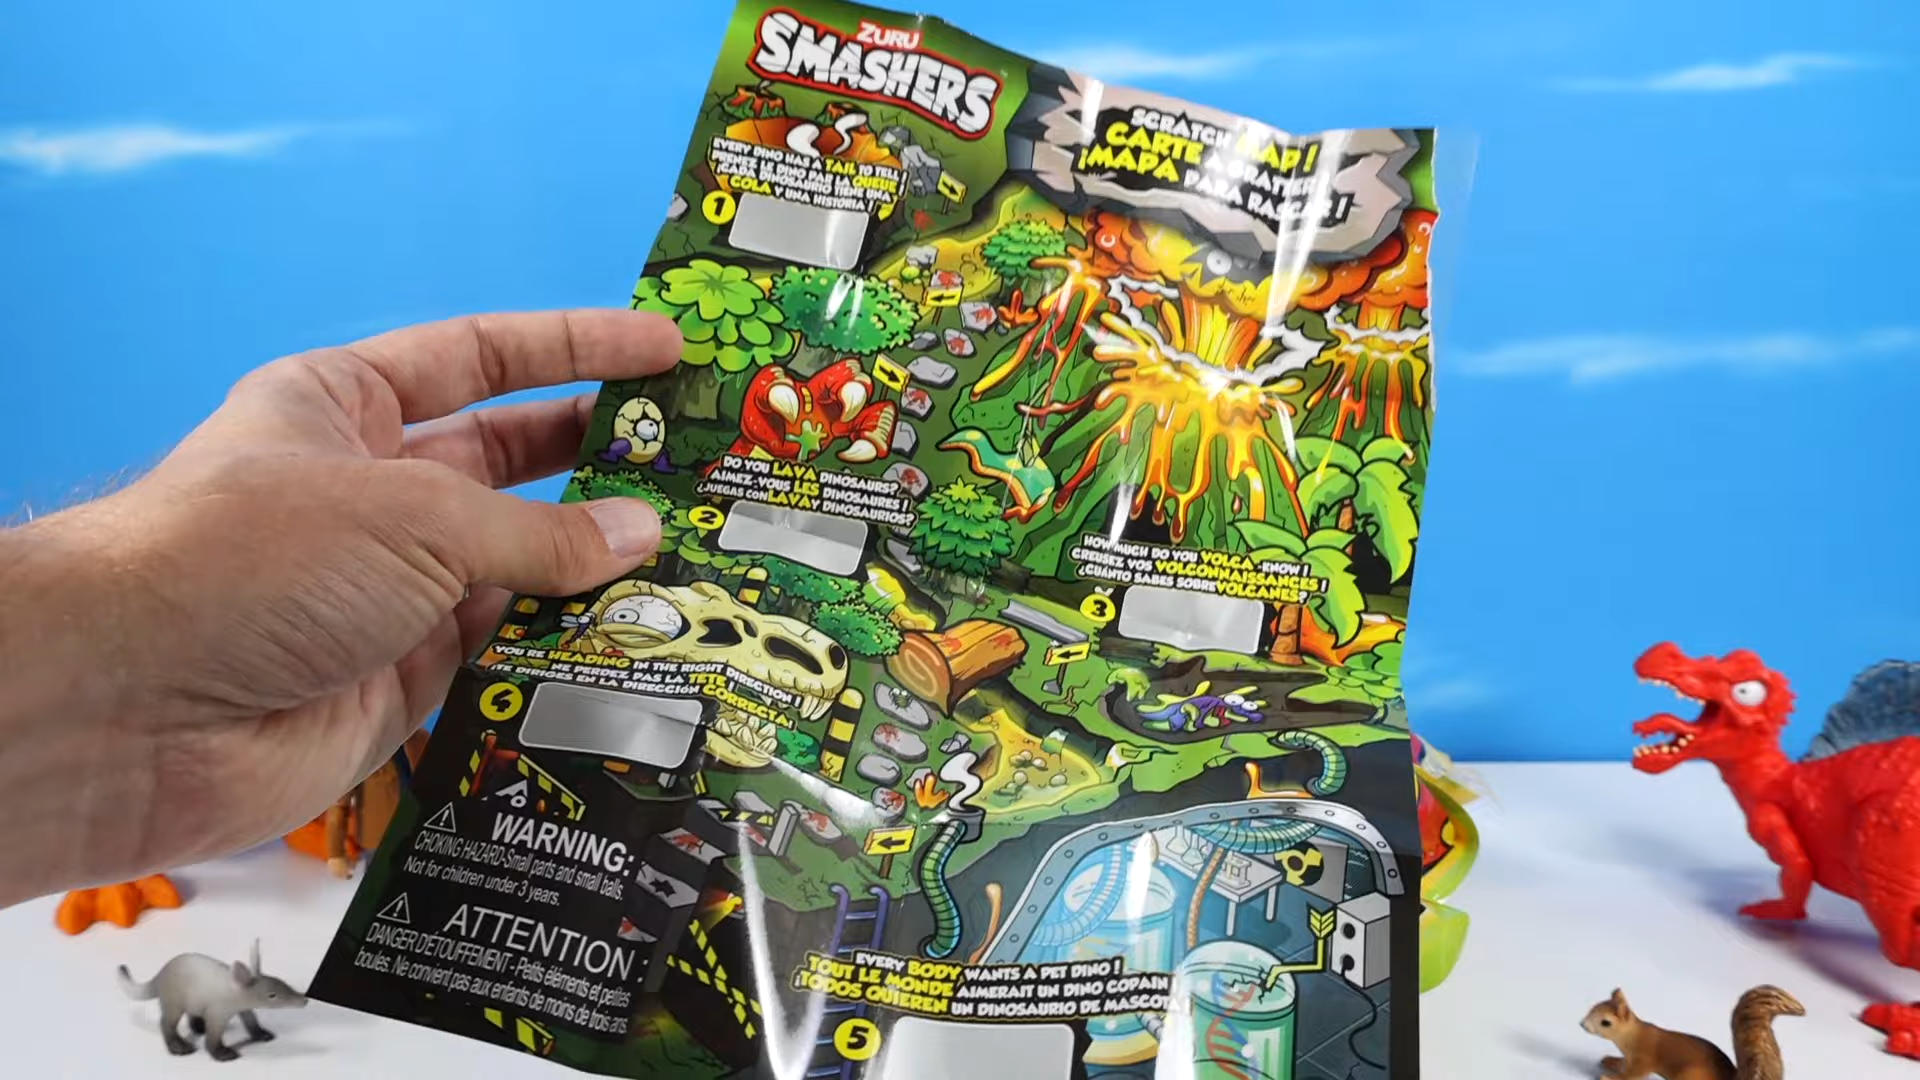 ZURU
SMASHERS
SCRATCH MAP!
CARTE À GRATTER
¡MAPA PARA RASCAR!
EVERY DINO HAS A TAIL TO TELL
PRENEZ LE DINO PAR LA QUEUE!
¡CADA DINOSAURIO TIENE UNA
COLA Y UNA HISTORIA!
1
DO YOU LAVA DINOSAURS?
AIMEZ-VOUS LES DINOSAURES!
¿JUEGAS CON LAVA Y DINOSAURIOS?
2
HOW MUCH DO YOU VOLCA-KNOW!
CREUSEZ VOS VOLCONNAISSANCES!
¿CUÁNTO SABES SOBRE VOLCANES?
3
YOU'RE HEADING IN THE RIGHT DIRECTION!
NE PERDEZ PAS LA TETE!
¡TE DIRIGES EN LA DIRECCIÓN CORRECTA!
4
WARNING:
CHOKING HAZARD-Small parts and small balls.
Not for children under 3 years.
ATTENTION:
DANGER D'ETOUFFEMENT - Petits éléments et petites
boules. Ne convient pas aux enfants de moins de trois ans.
EVERY BODY WANTS A PET DINO!
TOUT LE MONDE AIMERAIT UN DINO COPAIN!
¡TODOS QUIEREN UN DINOSAURIO DE MASCOTA
5